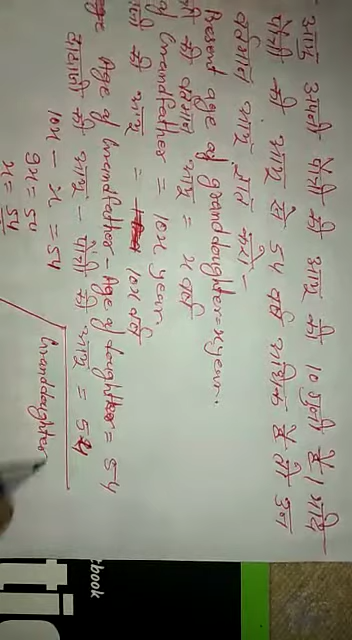 आयु अपनी पोती की आयु की 10 गुनी है। यदि
पोती की आयु से 54 वर्ष अधिक है तो उन
वर्तमान आयु ज्ञात करो -
Present age of granddaughter = x year.
की वर्तमान आयु = x वर्ष
of Grandfather = 10x year.
की आयु = 10x वर्ष
Age of Grandfather - Age of daughter = 54
दादाजी की आयु - पोती की आयु = 54
10x - x = 54
9x = 54
x = 54
Granddaughter
tbook